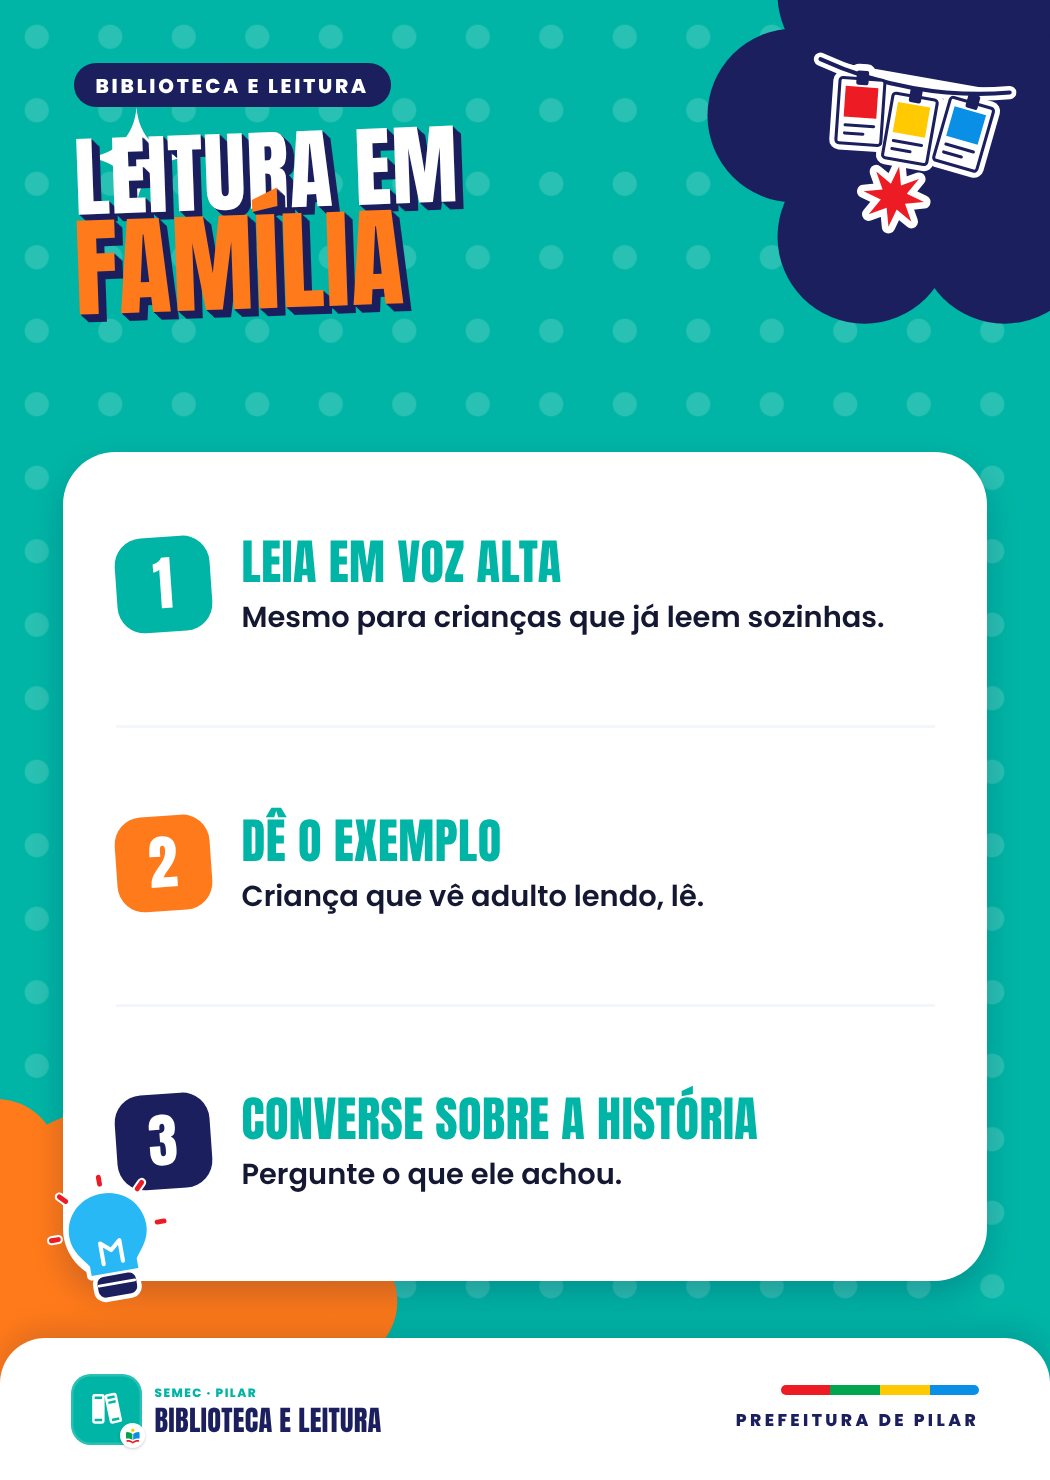 BIBLIOTECA E LEITURA
LEITURA EM
FAMÍLIA
1
LEIA EM VOZ ALTA
Mesmo para crianças que já leem sozinhas.
2
DÊ O EXEMPLO
Criança que vê adulto lendo, lê.
3
CONVERSE SOBRE A HISTÓRIA
Pergunte o que ele achou.
M
SEMEC · PILAR
BIBLIOTECA E LEITURA
PREFEITURA DE PILAR